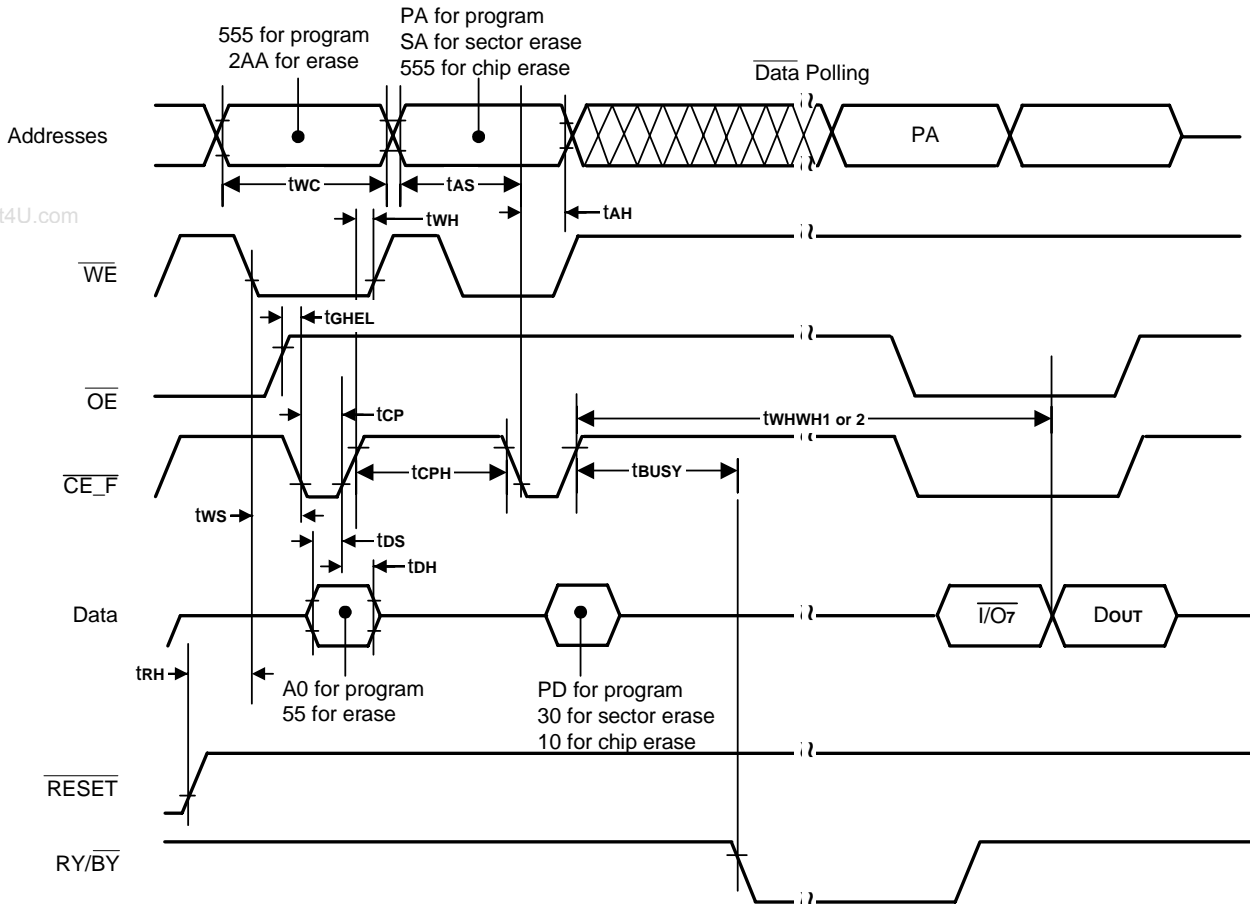 555 for program
2AA for erase
PA for program
SA for sector erase
555 for chip erase
Data Polling
Addresses
PA
tWC
tAS
tWH
tAH
t4U.com
WE
tGHEL
OE
tCP
tWHWH1 or 2
CE_F
tCPH
tBUSY
tWS
tDS
tDH
Data
I/O7
DOUT
tRH
A0 for program
55 for erase
PD for program
30 for sector erase
10 for chip erase
RESET
RY/BY